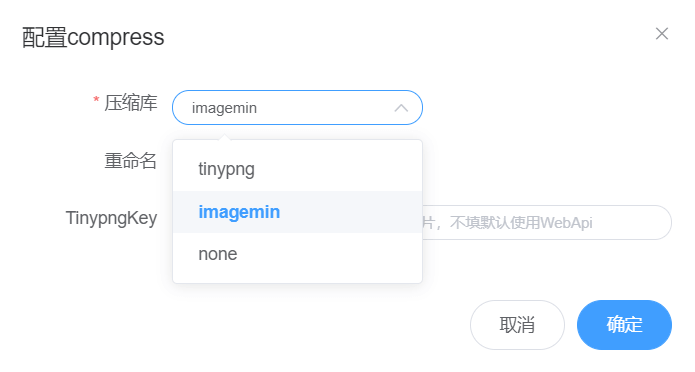 配置compress
* 压缩库
imagemin
tinypng
imagemin
none
重命名
TinypngKey
片，不填默认使用WebApi
取消
确定